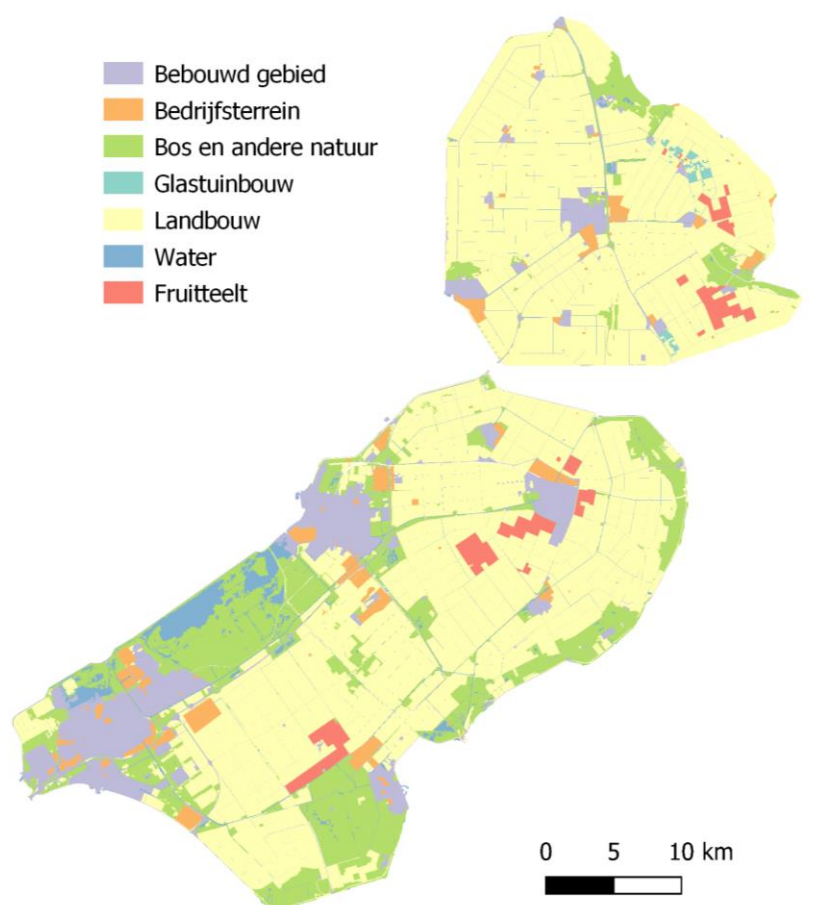 Bebouwd gebied
Bedrijfsterrein
Bos en andere natuur
Glastuinbouw
Landbouw
Water
Fruitteelt
0 5 10 km